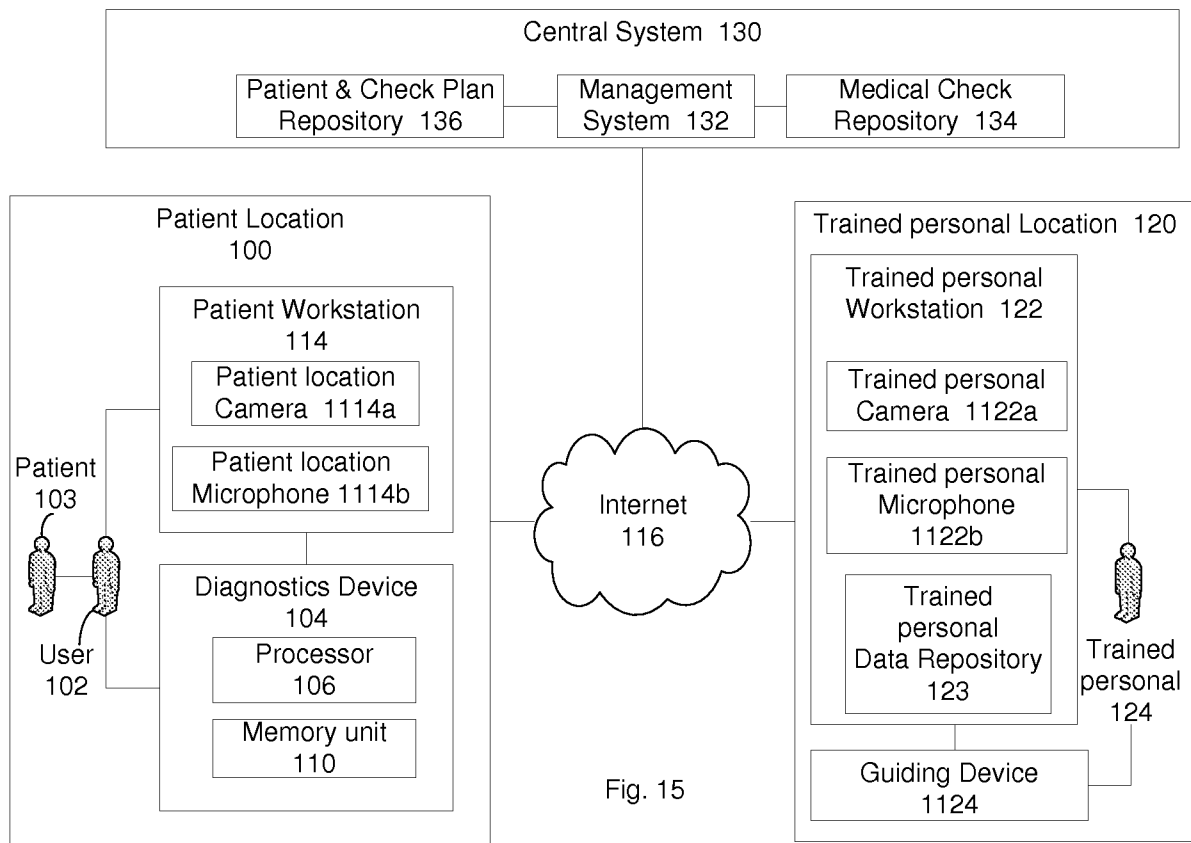 Central System 130
Patient & Check Plan
Repository 136
Management
System 132
Medical Check
Repository 134
Patient Location
100
Patient Workstation
114
Patient location
Camera 1114a
Patient location
Microphone 1114b
Patient
103
User
102
Diagnostics Device
104
Processor
106
Memory unit
110
Internet
116
Trained personal Location 120
Trained personal
Workstation 122
Trained personal
Camera 1122a
Trained personal
Microphone
1122b
Trained
personal
Data Repository
123
Trained
personal
124
Guiding Device
1124
Fig. 15